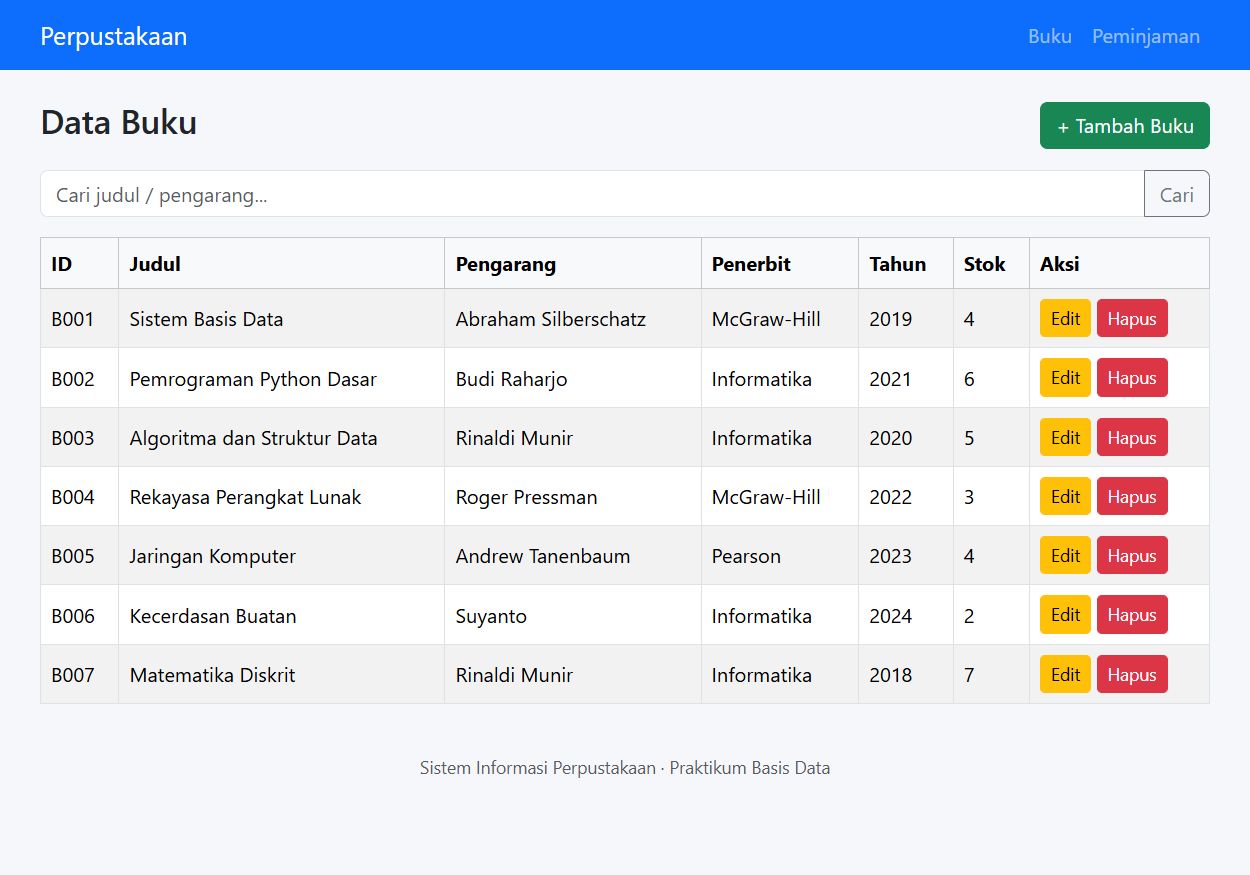 Perpustakaan Buku Peminjaman
Data Buku
+ Tambah Buku
Cari judul / pengarang... Cari
ID Judul Pengarang Penerbit Tahun Stok Aksi
B001 Sistem Basis Data Abraham Silberschatz McGraw-Hill 2019 4 Edit Hapus
B002 Pemrograman Python Dasar Budi Raharjo Informatika 2021 6 Edit Hapus
B003 Algoritma dan Struktur Data Rinaldi Munir Informatika 2020 5 Edit Hapus
B004 Rekayasa Perangkat Lunak Roger Pressman McGraw-Hill 2022 3 Edit Hapus
B005 Jaringan Komputer Andrew Tanenbaum Pearson 2023 4 Edit Hapus
B006 Kecerdasan Buatan Suyanto Informatika 2024 2 Edit Hapus
B007 Matematika Diskrit Rinaldi Munir Informatika 2018 7 Edit Hapus
Sistem Informasi Perpustakaan · Praktikum Basis Data